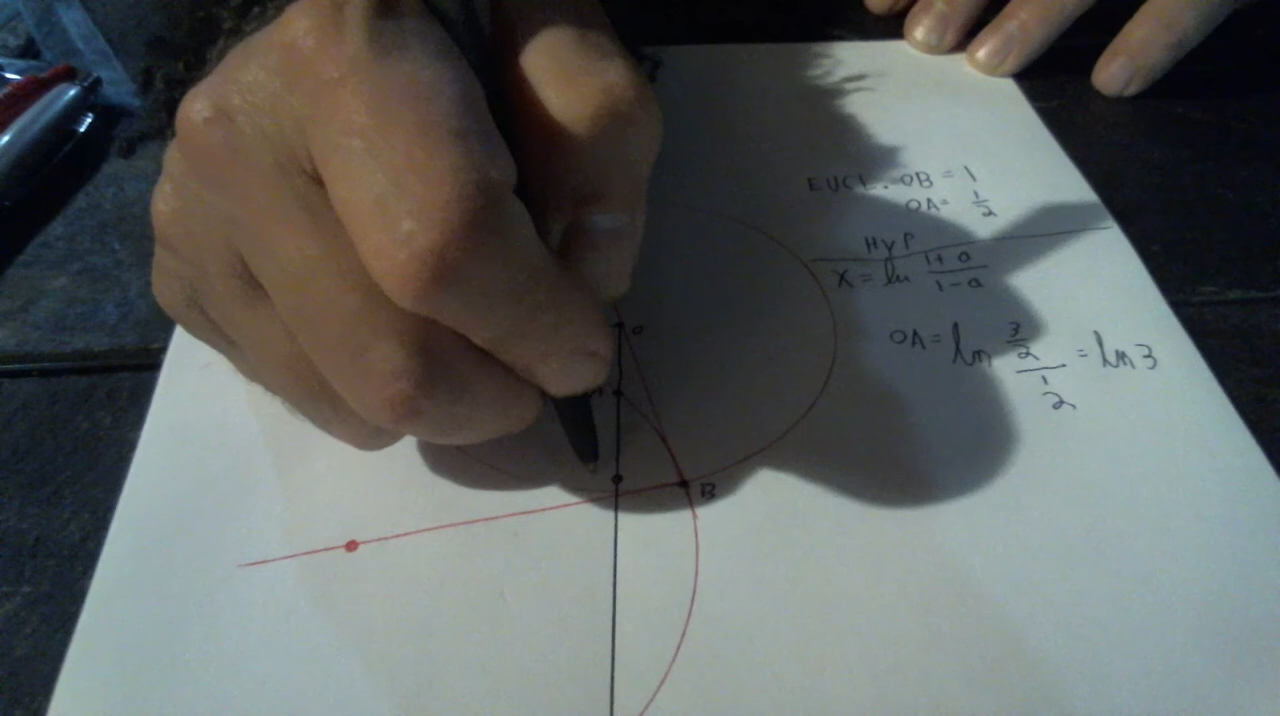 EUCL. OB = 1
OA = 1/2
HYP
x = ln (1+a)/(1-a)
OA = ln (3/2)/(1/2) = ln 3
O
B